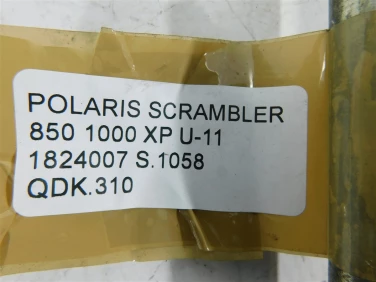 POLARIS SCRAMBLER
850 1000 XP U-11
1824007 S.1058
QDK.310